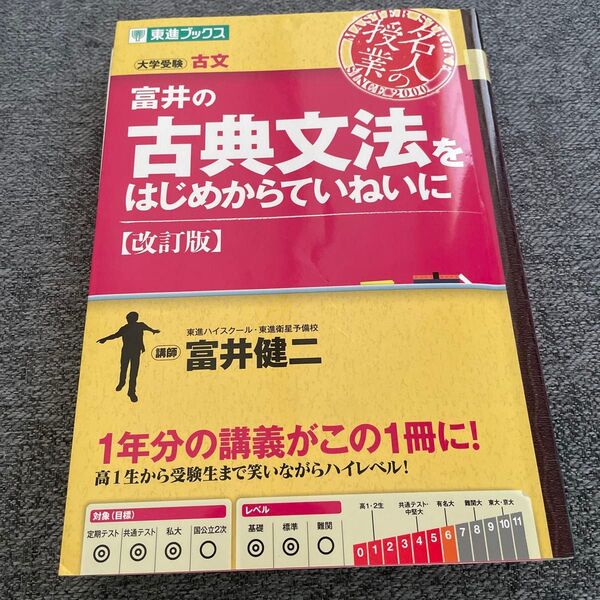 東進ブックス
大学受験 古文
名人の授業
MASTER'S
SINCE 2000
富井の
古典文法を
はじめからていねいに
【改訂版】
東進ハイスクール・東進衛星予備校
講師 富井健二
1年分の講義がこの1冊に!
高1生から受験生まで笑いながらハイレベル!
対象(目標)
定期テスト 共通テスト 私大 国公立2次
◎ ◎ ◎ ○
レベル
基礎 標準 難関
◎ ◎ ○
高1・2生 共通テスト・中堅大 有名大 難関大 東大・京大
0 1 2 3 4 5 6 7 8 9 10 11